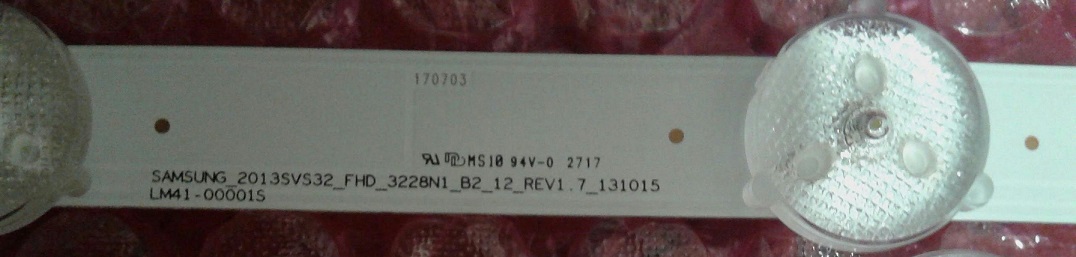 170703
MS10 94V-0 2717
SAMSUNG_2013SVS32_FHD_3228N1_B2_12_REV1.7_131015
LM41-00001S